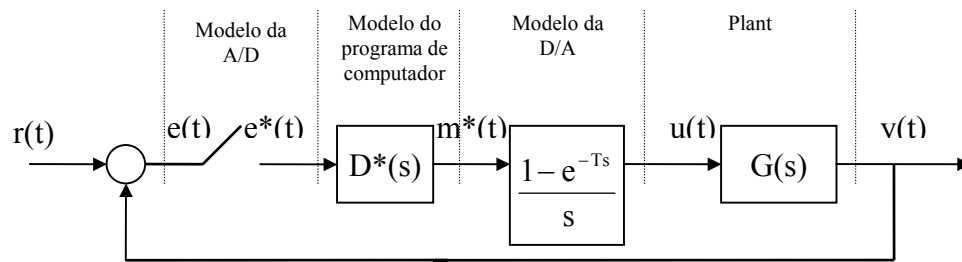 Modelo da
A/D
Modelo do
programa de
computador
Modelo da
D/A
Plant
r(t)
e(t)
e*(t)
D*(s)
m*(t)
1 − e^{−Ts}
s
u(t)
G(s)
y(t)